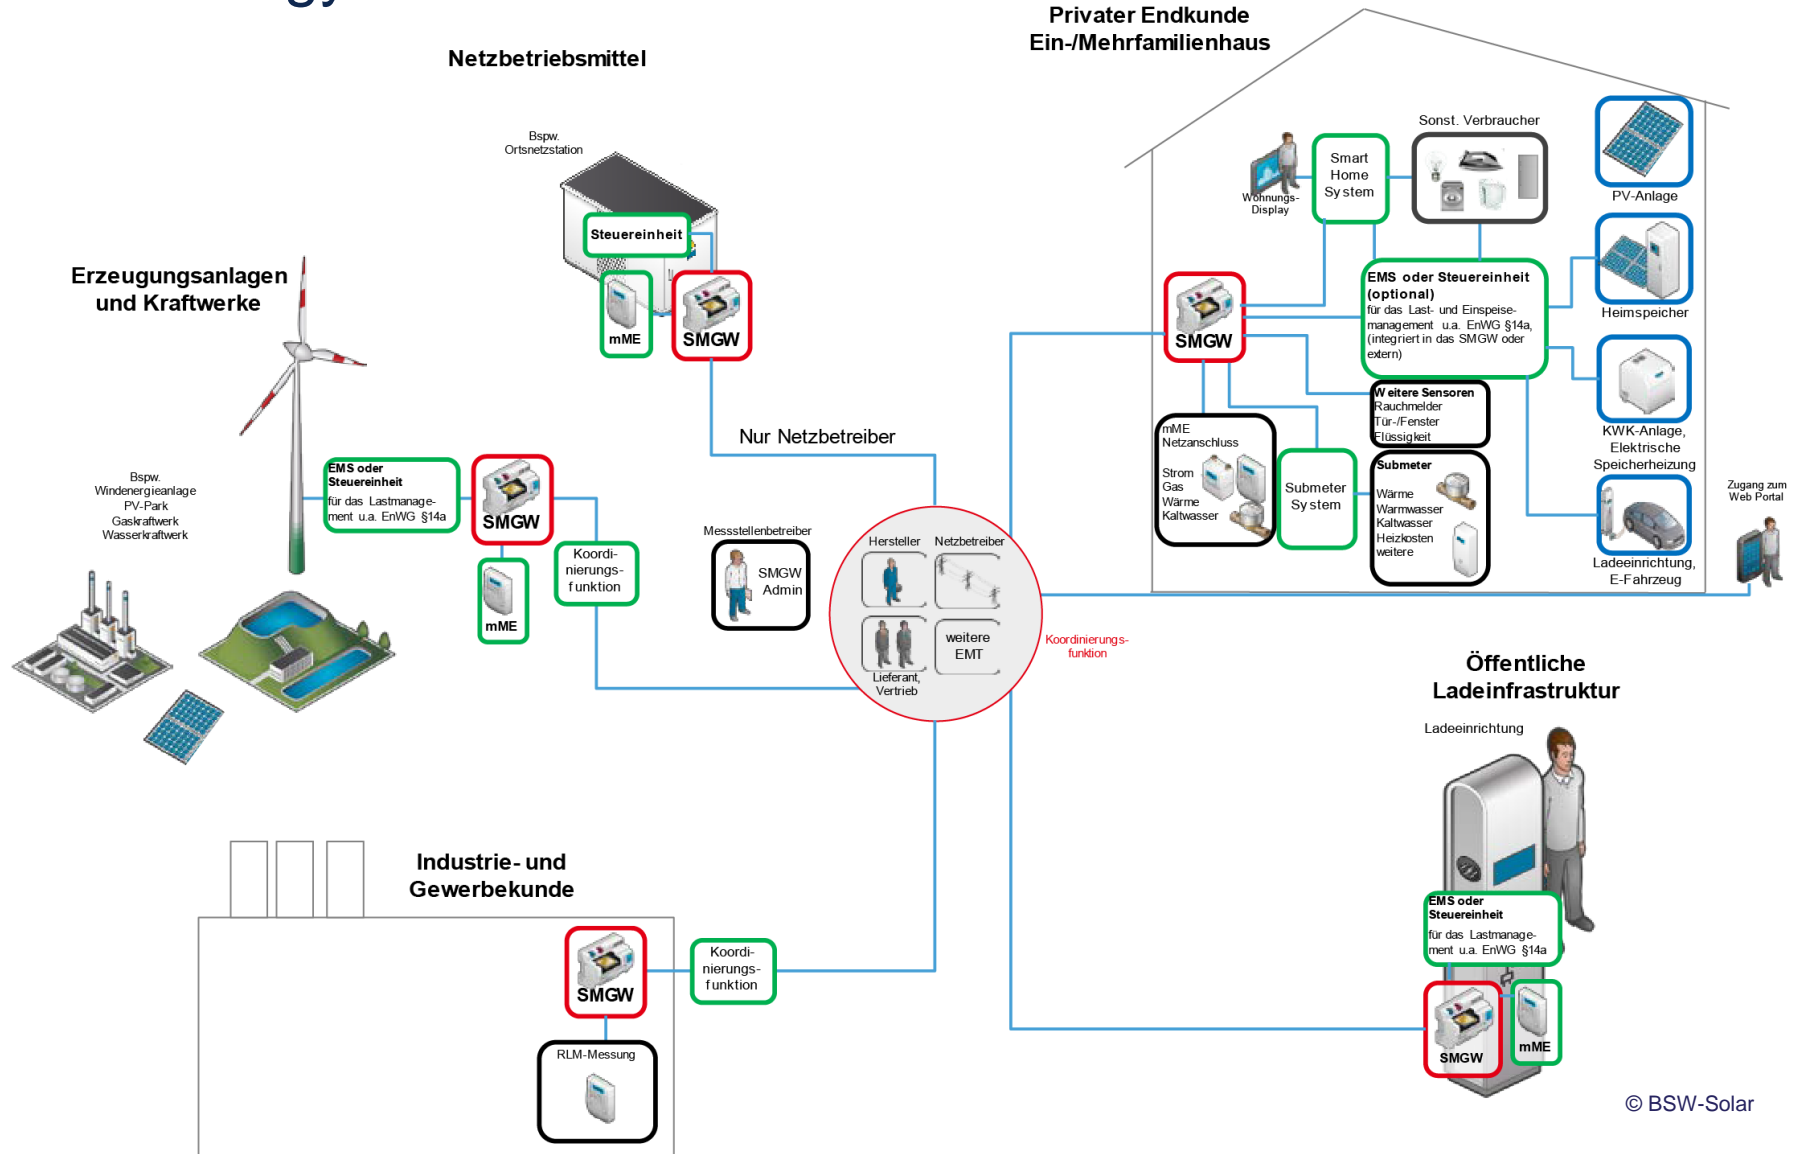 Netzbetriebsmittel
Bspw.
Ortsnetzstation
Steuereinheit
mME
SMGW
Nur Netzbetreiber
Erzeugungsanlagen
und Kraftwerke
Bspw.
Windenergieanlage
PV-Park
Gaskraftwerk
Wasserkraftwerk
EMS oder
Steuereinheit
für das Lastmanage-
ment u.a. EnWG §14a
SMGW
mME
Koordi-
nierungs-
funktion
Messstellenbetreiber
SMGW
Admin
Hersteller
Netzbetreiber
Lieferant,
Vertrieb
weitere
EMT
Koordinierungs-
funktion
Privater Endkunde
Ein-/Mehrfamilienhaus
Wohnungs-
Display
Smart
Home
System
Sonst. Verbraucher
PV-Anlage
Heimspeicher
KWK-Anlage,
Elektrische
Speicherheizung
Ladeeinrichtung,
E-Fahrzeug
SMGW
EMS oder Steuereinheit
(optional)
für das Last- und Einspeise-
management u.a. EnWG §14a,
(integriert in das SMGW oder
extern)
Weitere Sensoren
Rauchmelder
Tür-/Fenster
Flüssigkeit
mME
Netzanschluss
Strom
Gas
Wärme
Kaltwasser
Submeter
System
Submeter
Wärme
Warmwasser
Kaltwasser
Heizkosten
weitere
Zugang zum
Web Portal
Öffentliche
Ladeinfrastruktur
Ladeeinrichtung
EMS oder
Steuereinheit
für das Lastmanage-
ment u.a. EnWG §14a
SMGW
mME
Industrie- und
Gewerbekunde
SMGW
Koordi-
nierungs-
funktion
RLM-Messung
© BSW-Solar